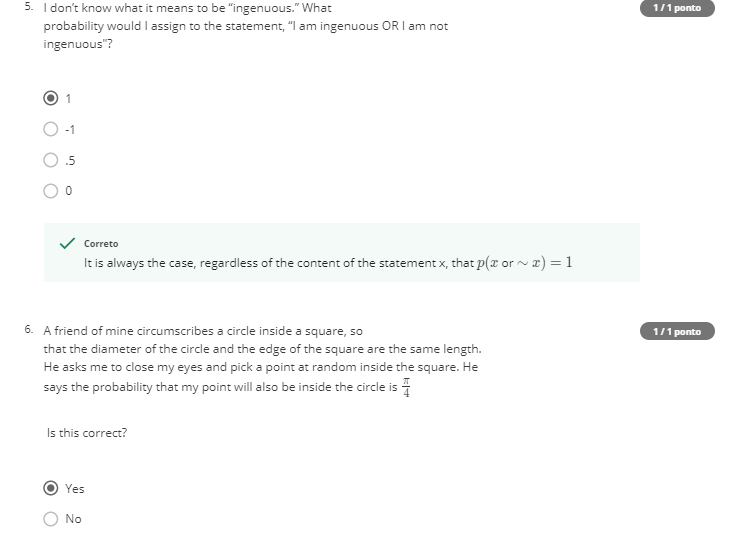 5. I don't know what it means to be "ingenuous." What
1 / 1 ponto
probability would I assign to the statement, "I am ingenuous OR I am not
ingenuous"?
1
-1
.5
0
Correto
It is always the case, regardless of the content of the statement x, that p(x or ∼ x) = 1
6. A friend of mine circumscribes a circle inside a square, so
1 / 1 ponto
that the diameter of the circle and the edge of the square are the same length.
He asks me to close my eyes and pick a point at random inside the square. He
says the probability that my point will also be inside the circle is π/4
Is this correct?
Yes
No